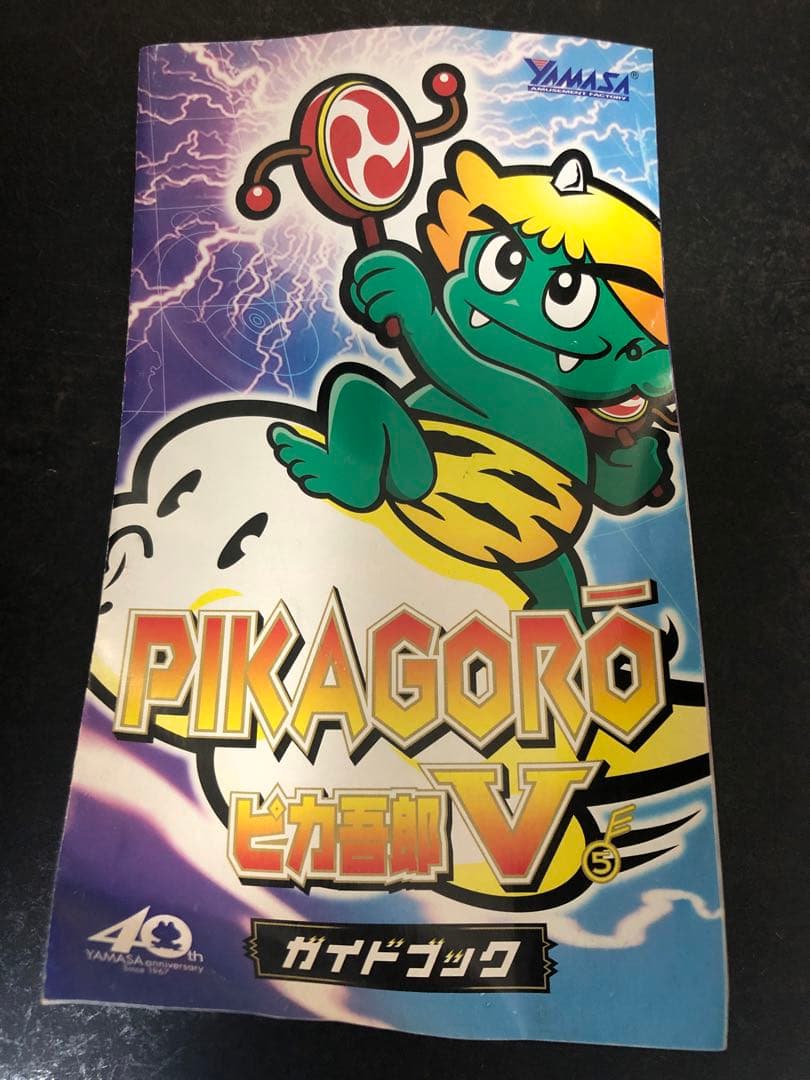 YAMASA®
AMUSEMENT FACTORY
PIKAGORŌ
ピカ吾郎 V
5
ガイドブック
40th
YAMASA anniversary
Since 1967